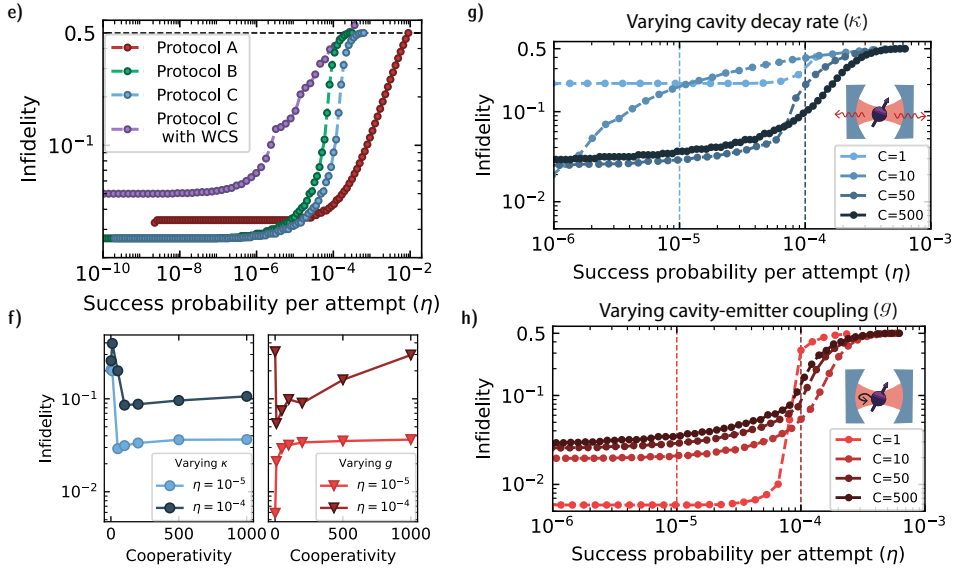 e)
0.5
10⁻¹
Infidelity
Protocol A
Protocol B
Protocol C
Protocol C
with WCS
10⁻¹⁰ 10⁻⁸ 10⁻⁶ 10⁻⁴ 10⁻²
Success probability per attempt (η)
f)
10⁰
10⁻¹
10⁻²
Infidelity
Varying κ
η = 10⁻⁵
η = 10⁻⁴
0 500 1000
Cooperativity
Varying g
η = 10⁻⁵
η = 10⁻⁴
0 500 1000
Cooperativity
g)
Varying cavity decay rate (κ)
0.5
10⁻¹
10⁻²
Infidelity
C=1
C=10
C=50
C=500
10⁻⁶ 10⁻⁵ 10⁻⁴ 10⁻³
Success probability per attempt (η)
h)
Varying cavity-emitter coupling (g)
0.5
10⁻¹
10⁻²
Infidelity
C=1
C=10
C=50
C=500
10⁻⁶ 10⁻⁵ 10⁻⁴ 10⁻³
Success probability per attempt (η)